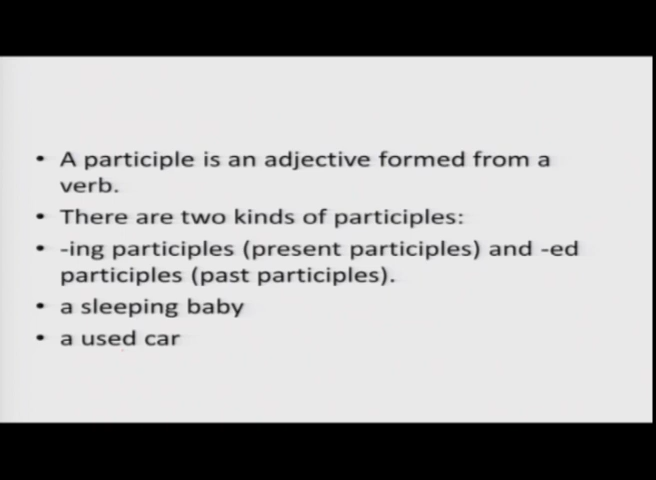 • A participle is an adjective formed from a
verb.
• There are two kinds of participles:
• -ing participles (present participles) and -ed
participles (past participles).
• a sleeping baby
• a used car